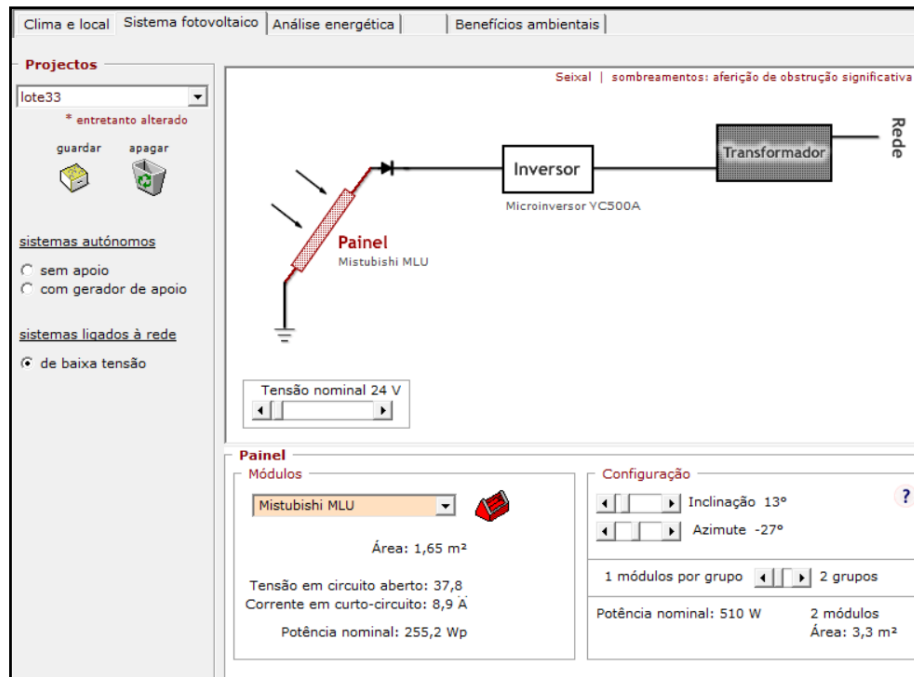 Clima e local Sistema fotovoltaico Análise energética Benefícios ambientais
Projectos
lote33
* entretanto alterado
guardar apagar
sistemas autónomos
sem apoio
com gerador de apoio
sistemas ligados à rede
de baixa tensão
Seixal | sombreamentos: aferição de obstrução significativa
Rede
Transformador
Inversor
Microinversor YC500A
Painel
Mistubishi MLU
Tensão nominal 24 V
Painel
Módulos
Mistubishi MLU
Área: 1,65 m²
Tensão em circuito aberto: 37,8
Corrente em curto-circuito: 8,9 A
Potência nominal: 255,2 Wp
Configuração
Inclinação 13º
?
Azimute -27º
1 módulos por grupo 2 grupos
Potência nominal: 510 W 2 módulos
Área: 3,3 m²